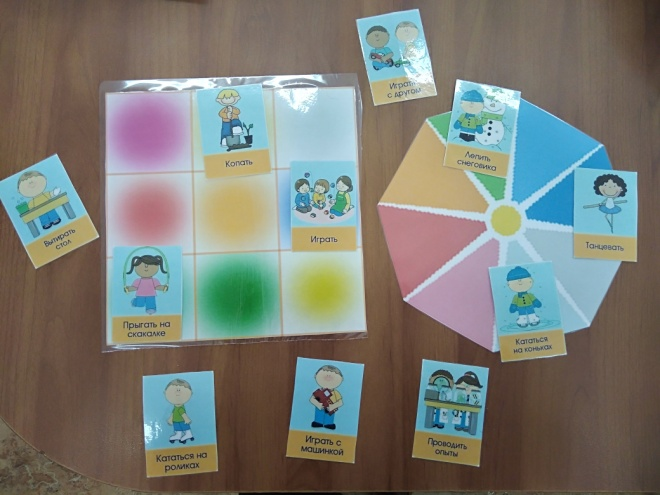 Играть
с другом
Копать
Лепить
снеговика
Вытирать
стол
Играть
Танцевать
Прыгать на
скакалке
Кататься
на коньках
Кататься на
роликах
Играть с
машинкой
Проводить
опыты